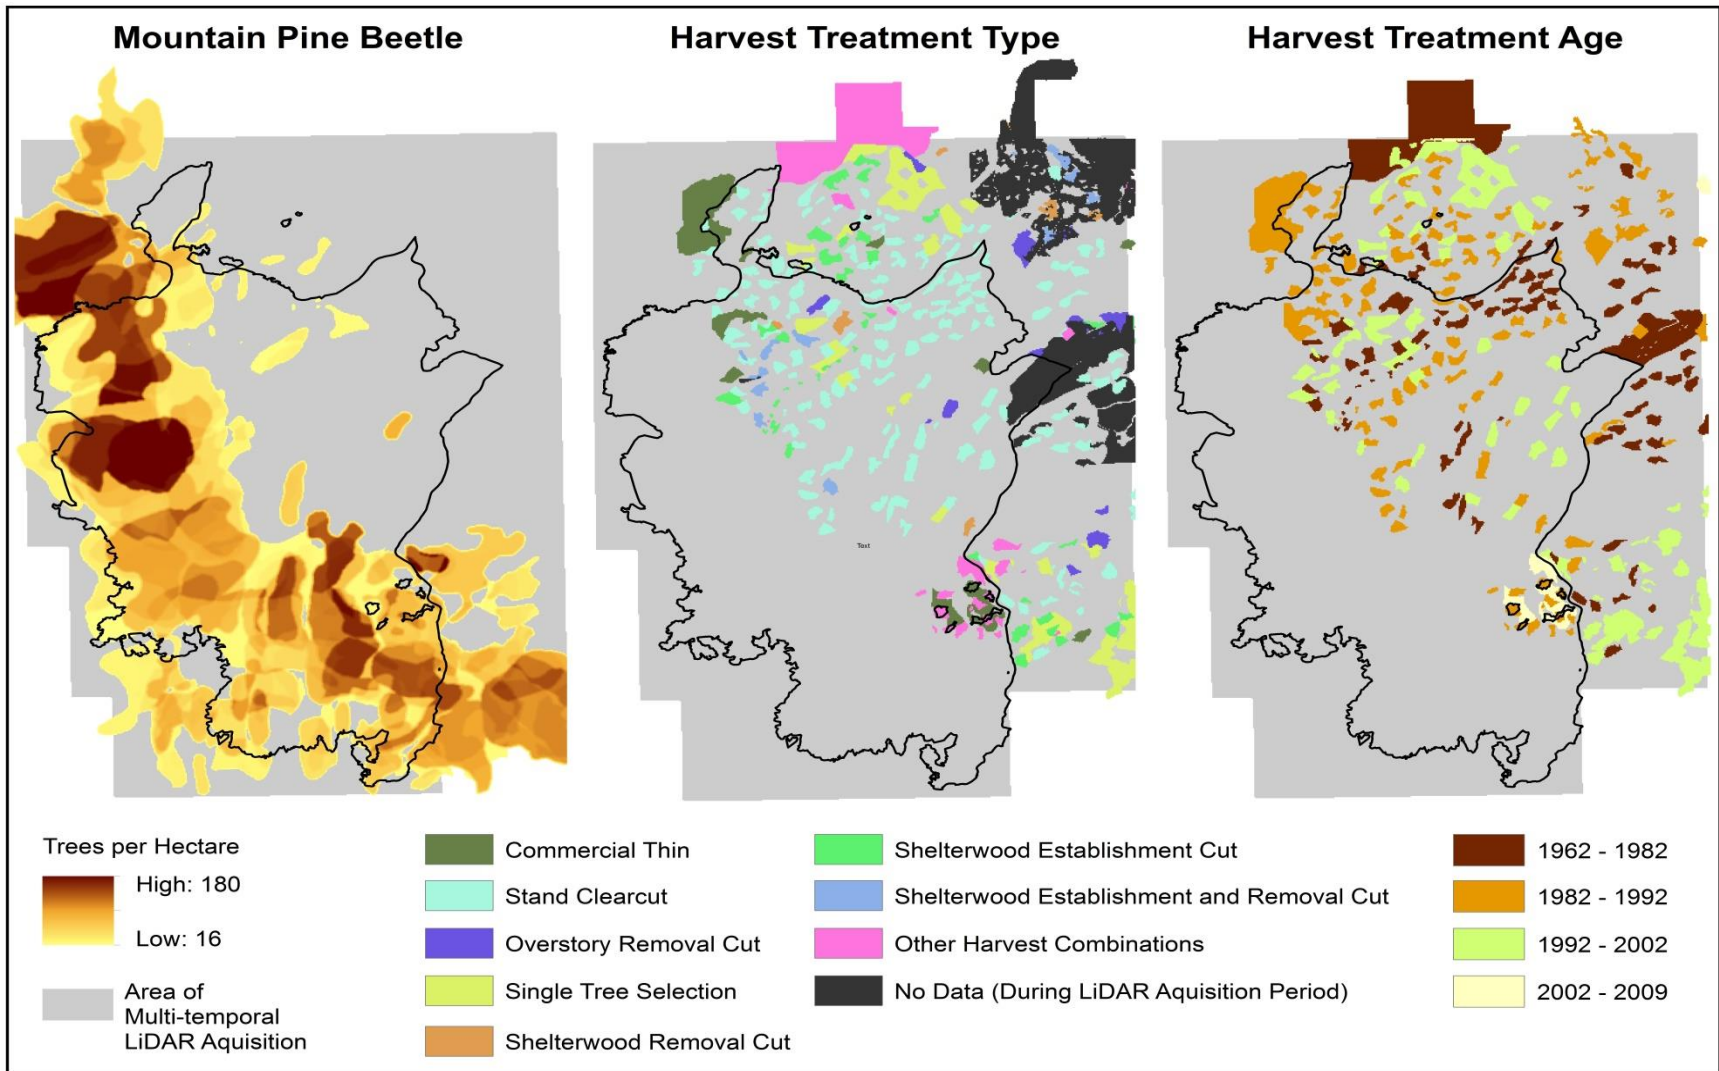 Mountain Pine Beetle
Harvest Treatment Type
Harvest Treatment Age
Text
Trees per Hectare
High: 180
Low: 16
Area of
Multi-temporal
LiDAR Aquisition
Commercial Thin
Stand Clearcut
Overstory Removal Cut
Single Tree Selection
Shelterwood Removal Cut
Shelterwood Establishment Cut
Shelterwood Establishment and Removal Cut
Other Harvest Combinations
No Data (During LiDAR Aquisition Period)
1962 - 1982
1982 - 1992
1992 - 2002
2002 - 2009